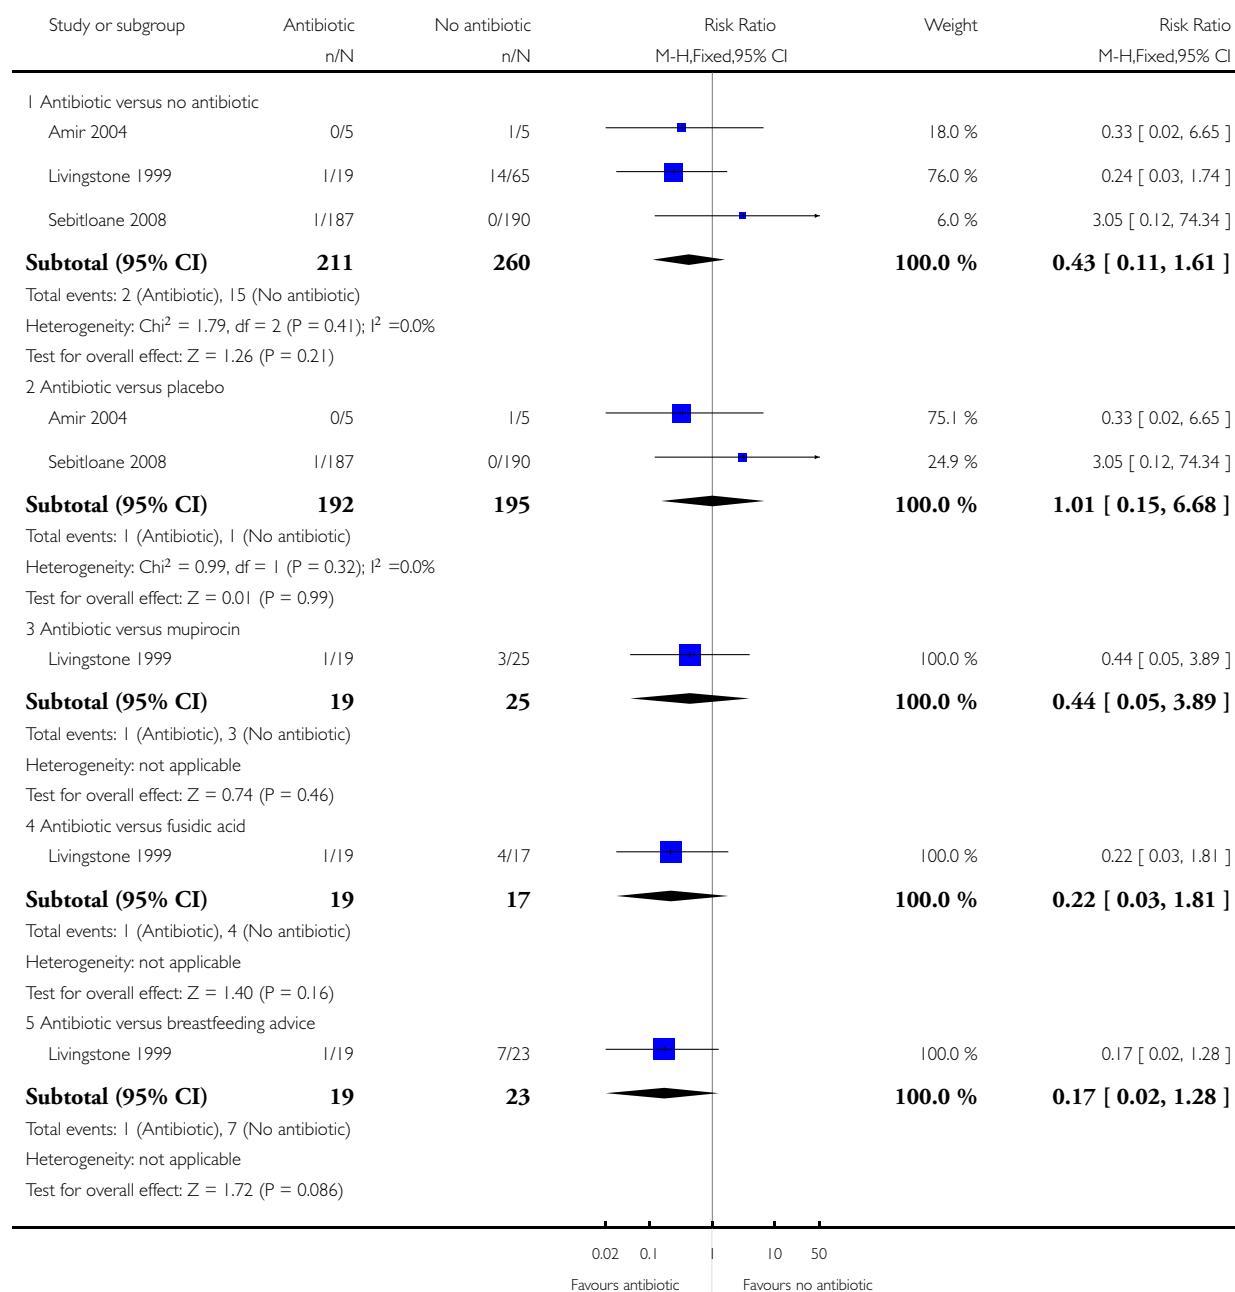 Study or subgroup Antibiotic No antibiotic Risk Ratio Weight Risk Ratio
n/N n/N M-H,Fixed,95% CI M-H,Fixed,95% CI
1 Antibiotic versus no antibiotic
Amir 2004 0/5 1/5 18.0 % 0.33 [ 0.02, 6.65 ]
Livingstone 1999 1/19 14/65 76.0 % 0.24 [ 0.03, 1.74 ]
Sebitloane 2008 1/187 0/190 6.0 % 3.05 [ 0.12, 74.34 ]
Subtotal (95% CI) 211 260 100.0 % 0.43 [ 0.11, 1.61 ]
Total events: 2 (Antibiotic), 15 (No antibiotic)
Heterogeneity: Chi² = 1.79, df = 2 (P = 0.41); I² =0.0%
Test for overall effect: Z = 1.26 (P = 0.21)
2 Antibiotic versus placebo
Amir 2004 0/5 1/5 75.1 % 0.33 [ 0.02, 6.65 ]
Sebitloane 2008 1/187 0/190 24.9 % 3.05 [ 0.12, 74.34 ]
Subtotal (95% CI) 192 195 100.0 % 1.01 [ 0.15, 6.68 ]
Total events: 1 (Antibiotic), 1 (No antibiotic)
Heterogeneity: Chi² = 0.99, df = 1 (P = 0.32); I² =0.0%
Test for overall effect: Z = 0.01 (P = 0.99)
3 Antibiotic versus mupirocin
Livingstone 1999 1/19 3/25 100.0 % 0.44 [ 0.05, 3.89 ]
Subtotal (95% CI) 19 25 100.0 % 0.44 [ 0.05, 3.89 ]
Total events: 1 (Antibiotic), 3 (No antibiotic)
Heterogeneity: not applicable
Test for overall effect: Z = 0.74 (P = 0.46)
4 Antibiotic versus fusidic acid
Livingstone 1999 1/19 4/17 100.0 % 0.22 [ 0.03, 1.81 ]
Subtotal (95% CI) 19 17 100.0 % 0.22 [ 0.03, 1.81 ]
Total events: 1 (Antibiotic), 4 (No antibiotic)
Heterogeneity: not applicable
Test for overall effect: Z = 1.40 (P = 0.16)
5 Antibiotic versus breastfeeding advice
Livingstone 1999 1/19 7/23 100.0 % 0.17 [ 0.02, 1.28 ]
Subtotal (95% CI) 19 23 100.0 % 0.17 [ 0.02, 1.28 ]
Total events: 1 (Antibiotic), 7 (No antibiotic)
Heterogeneity: not applicable
Test for overall effect: Z = 1.72 (P = 0.086)
0.02 0.1 1 10 50
Favours antibiotic Favours no antibiotic